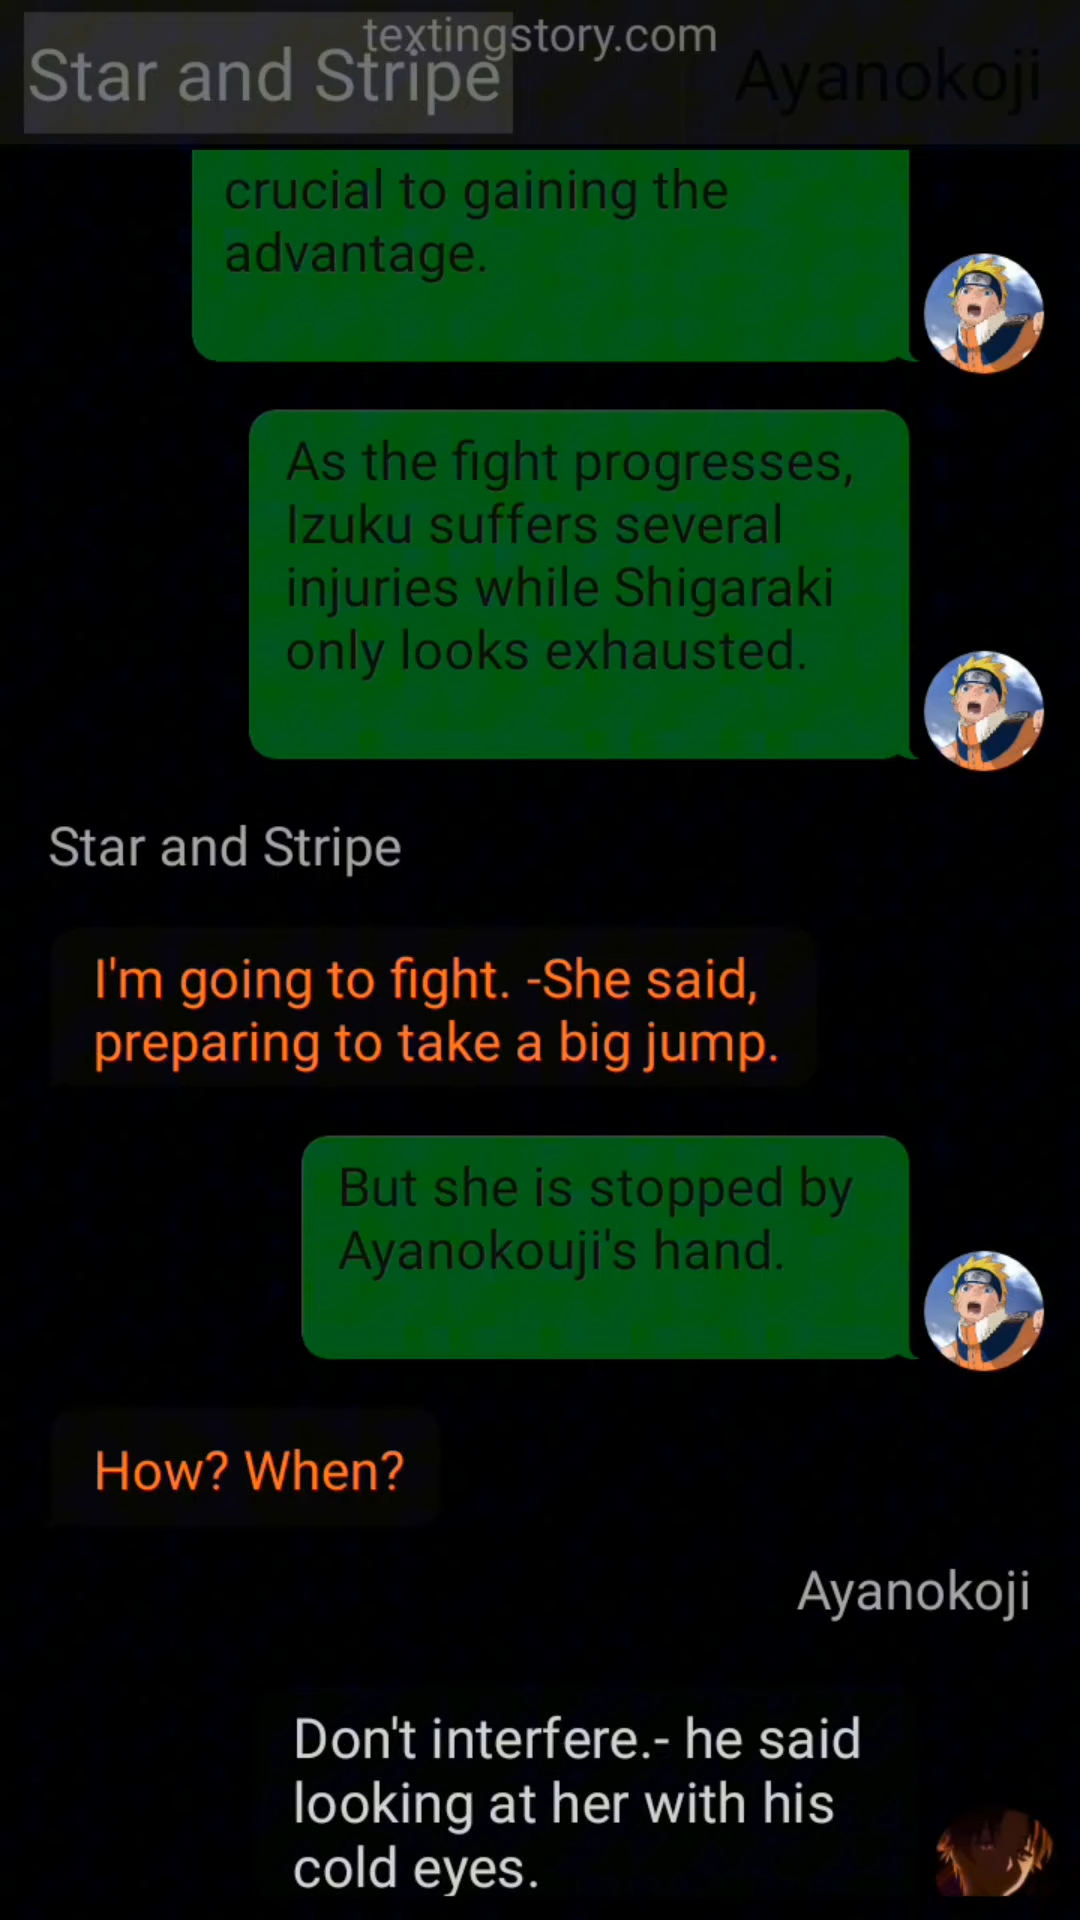 textingstory.com
Star and Stripe
Ayanokoji
crucial to gaining the
advantage.
As the fight progresses,
Izuku suffers several
injuries while Shigaraki
only looks exhausted.
Star and Stripe
I'm going to fight. -She said,
preparing to take a big jump.
But she is stopped by
Ayanokouji's hand.
How? When?
Ayanokoji
Don't interfere.- he said
looking at her with his
cold eyes.